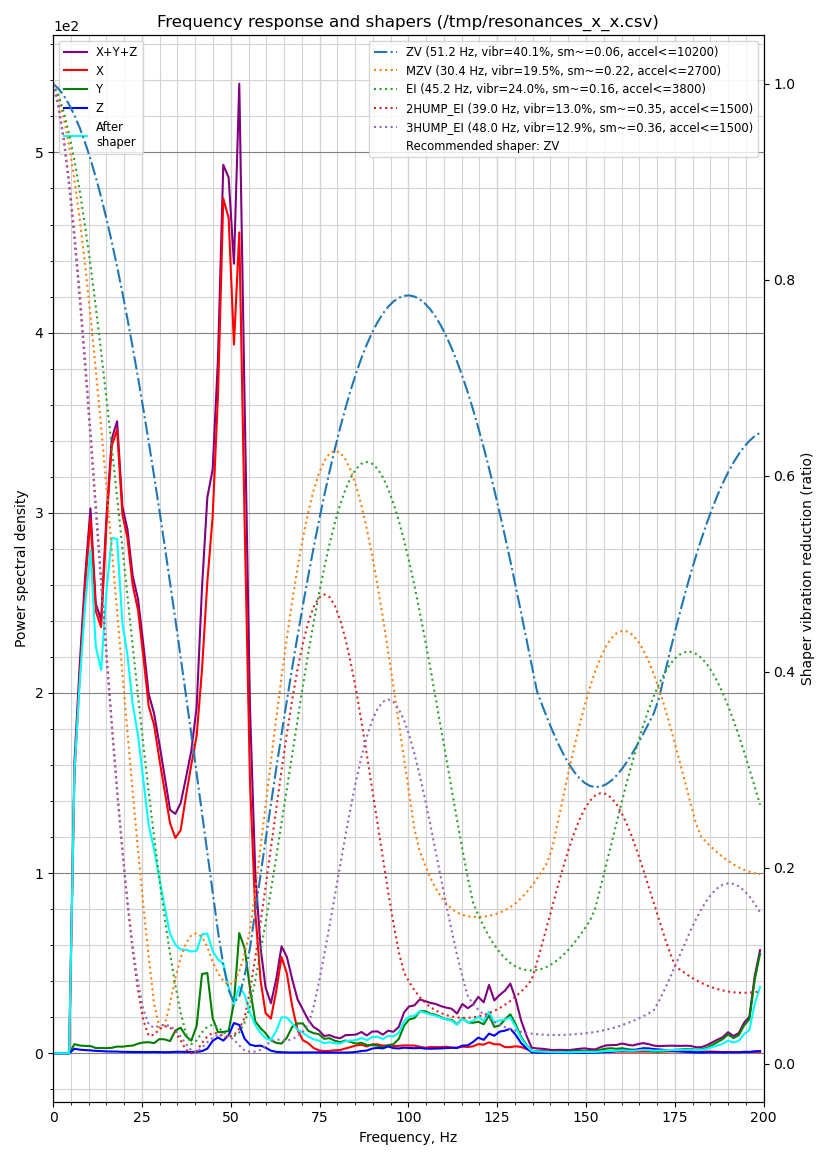 Frequency response and shapers (/tmp/resonances_x_x.csv)
1e2
X+Y+Z
X
Y
Z
After
shaper
ZV (51.2 Hz, vibr=40.1%, sm~=0.06, accel<=10200)
MZV (30.4 Hz, vibr=19.5%, sm~=0.22, accel<=2700)
EI (45.2 Hz, vibr=24.0%, sm~=0.16, accel<=3800)
2HUMP_EI (39.0 Hz, vibr=13.0%, sm~=0.35, accel<=1500)
3HUMP_EI (48.0 Hz, vibr=12.9%, sm~=0.36, accel<=1500)
Recommended shaper: ZV
Power spectral density
5
4
3
2
1
0
1.0
0.8
0.6
0.4
0.2
0.0
Shaper vibration reduction (ratio)
0 25 50 75 100 125 150 175 200
Frequency, Hz